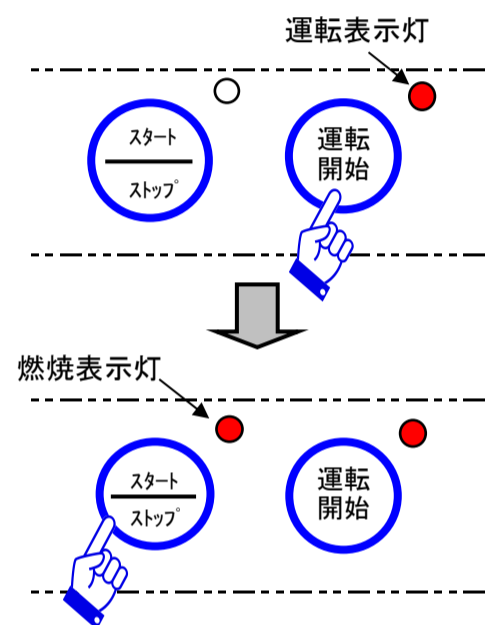 運転表示灯
スタート
ストップ
運転
開始
燃焼表示灯
スタート
ストップ
運転
開始